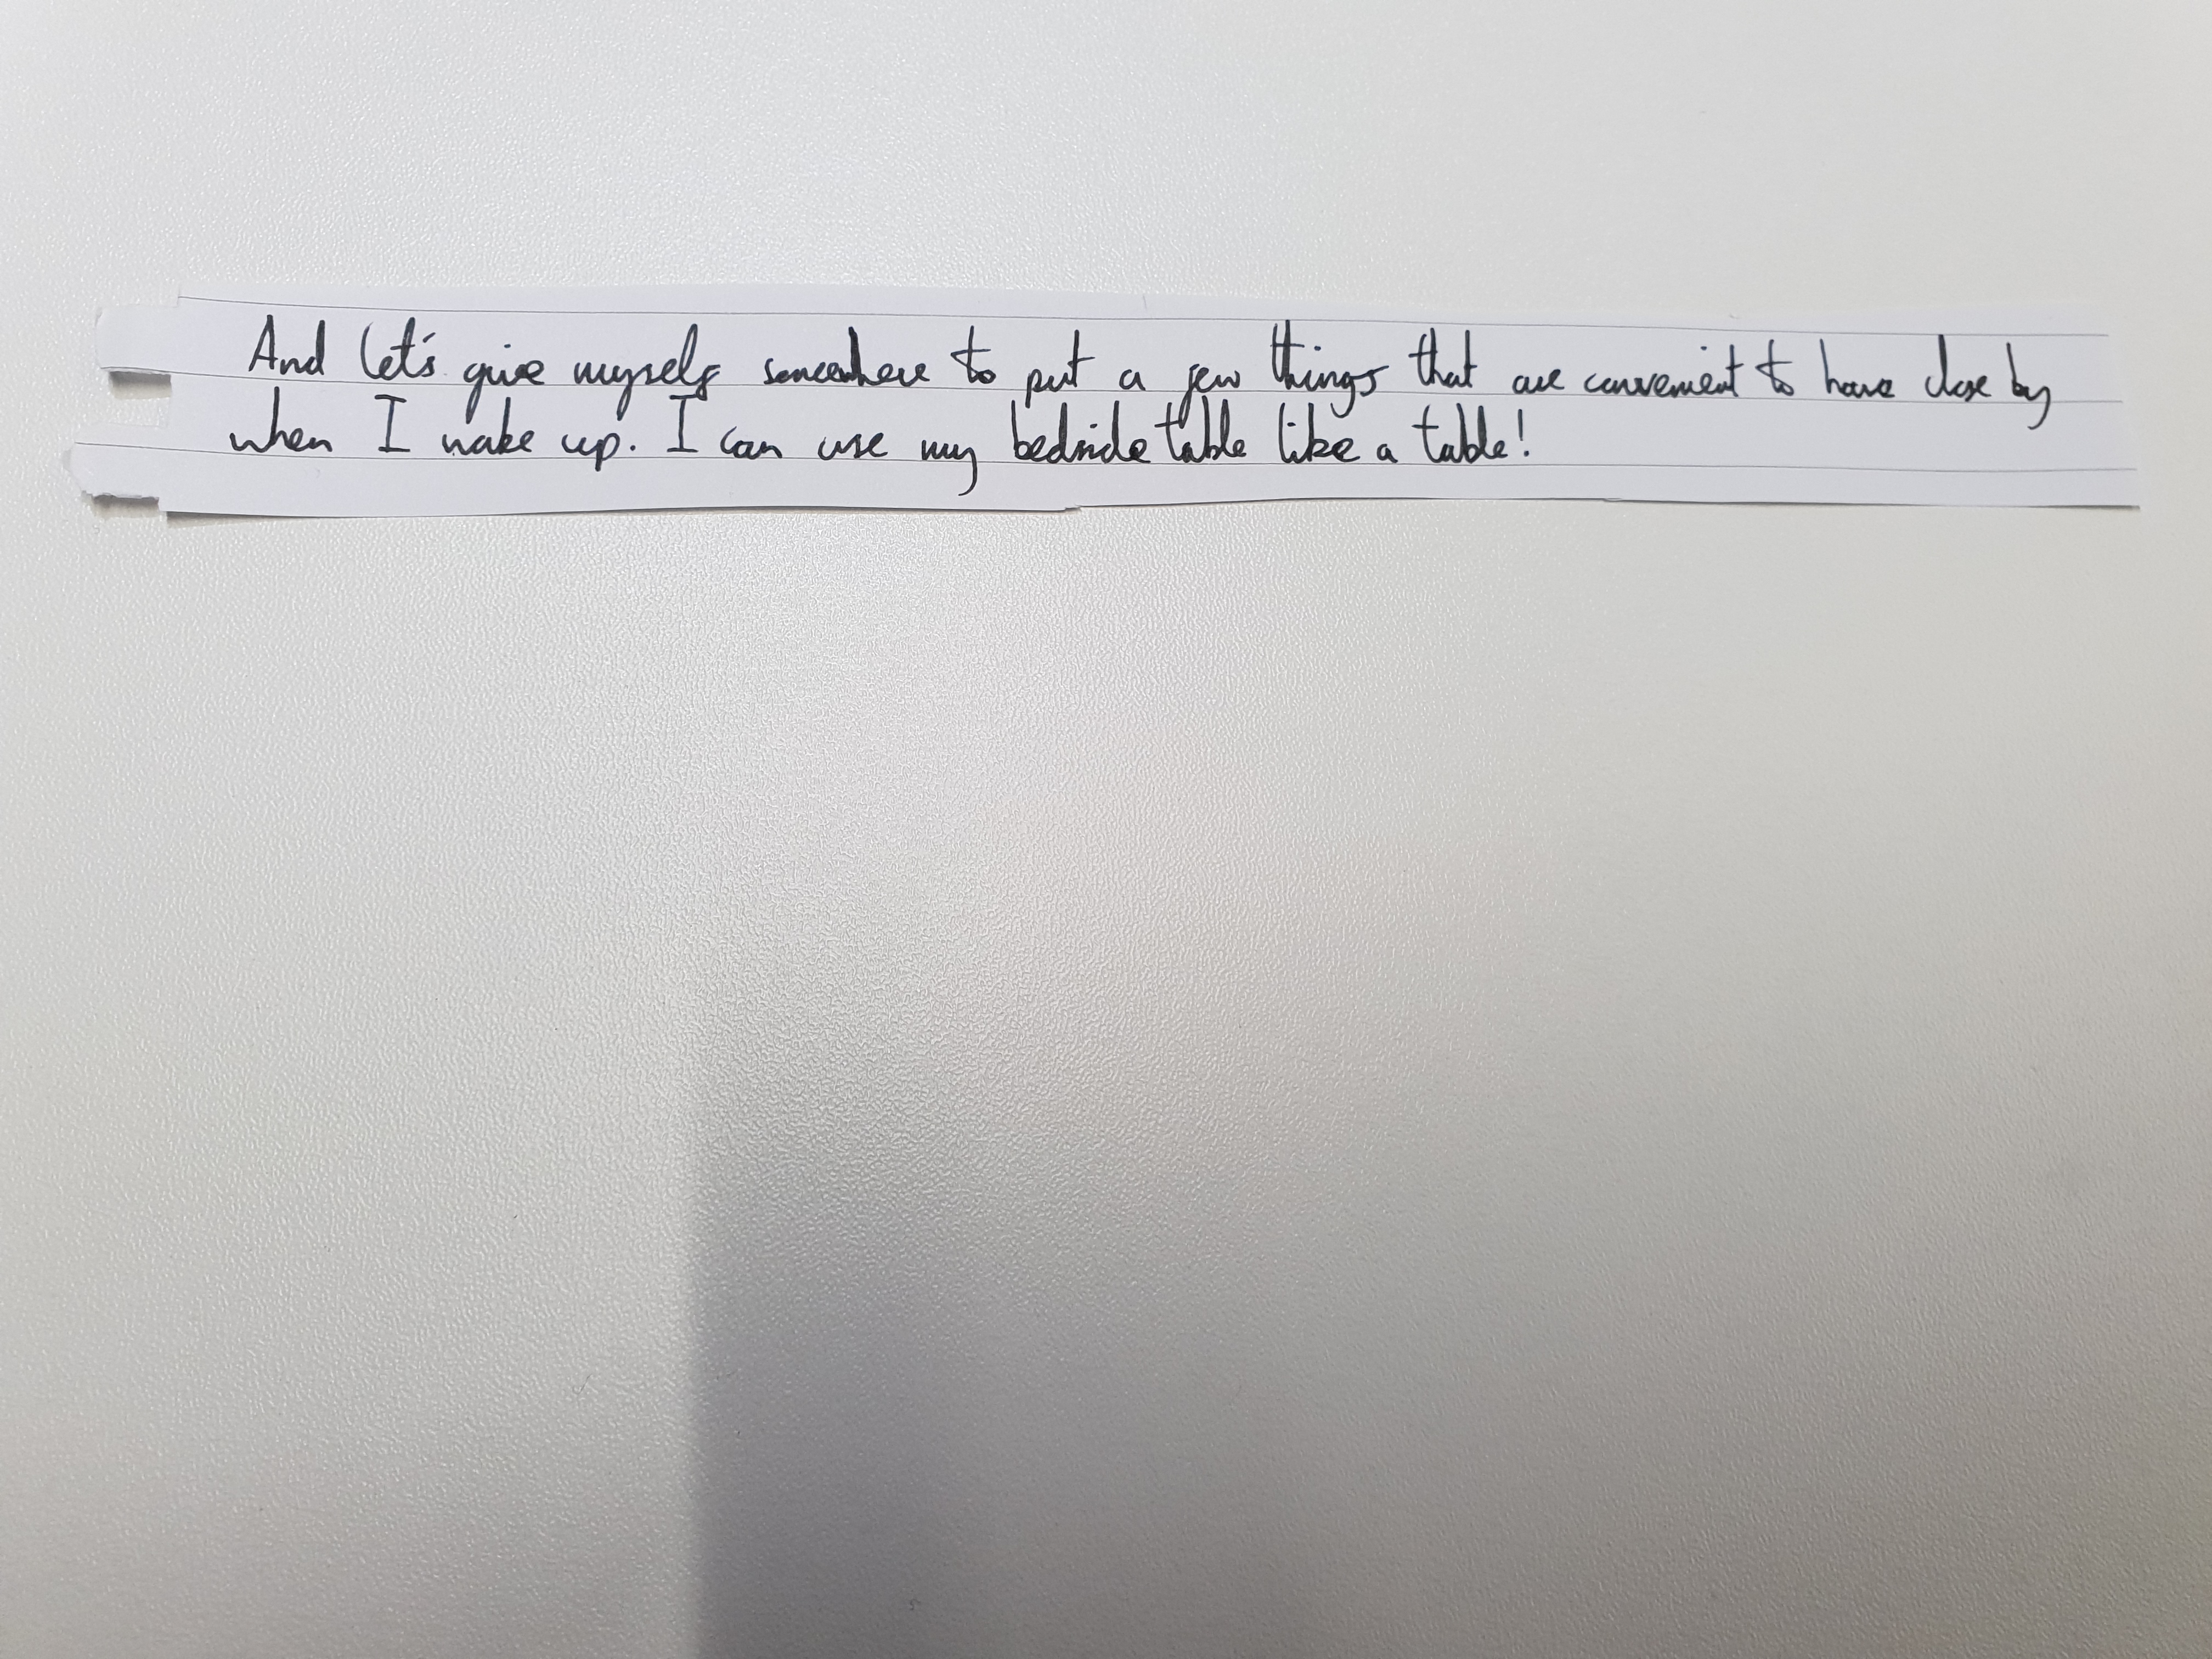 And let's give myself somewhere to put a few things that are convenient to have close by
when I wake up. I can use my bedside table like a table!